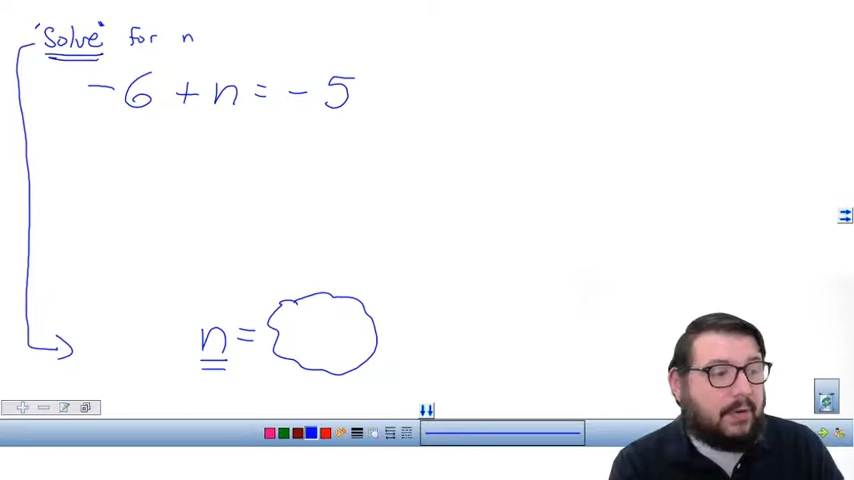 "Solve" for n
-6 + n = - 5
n =